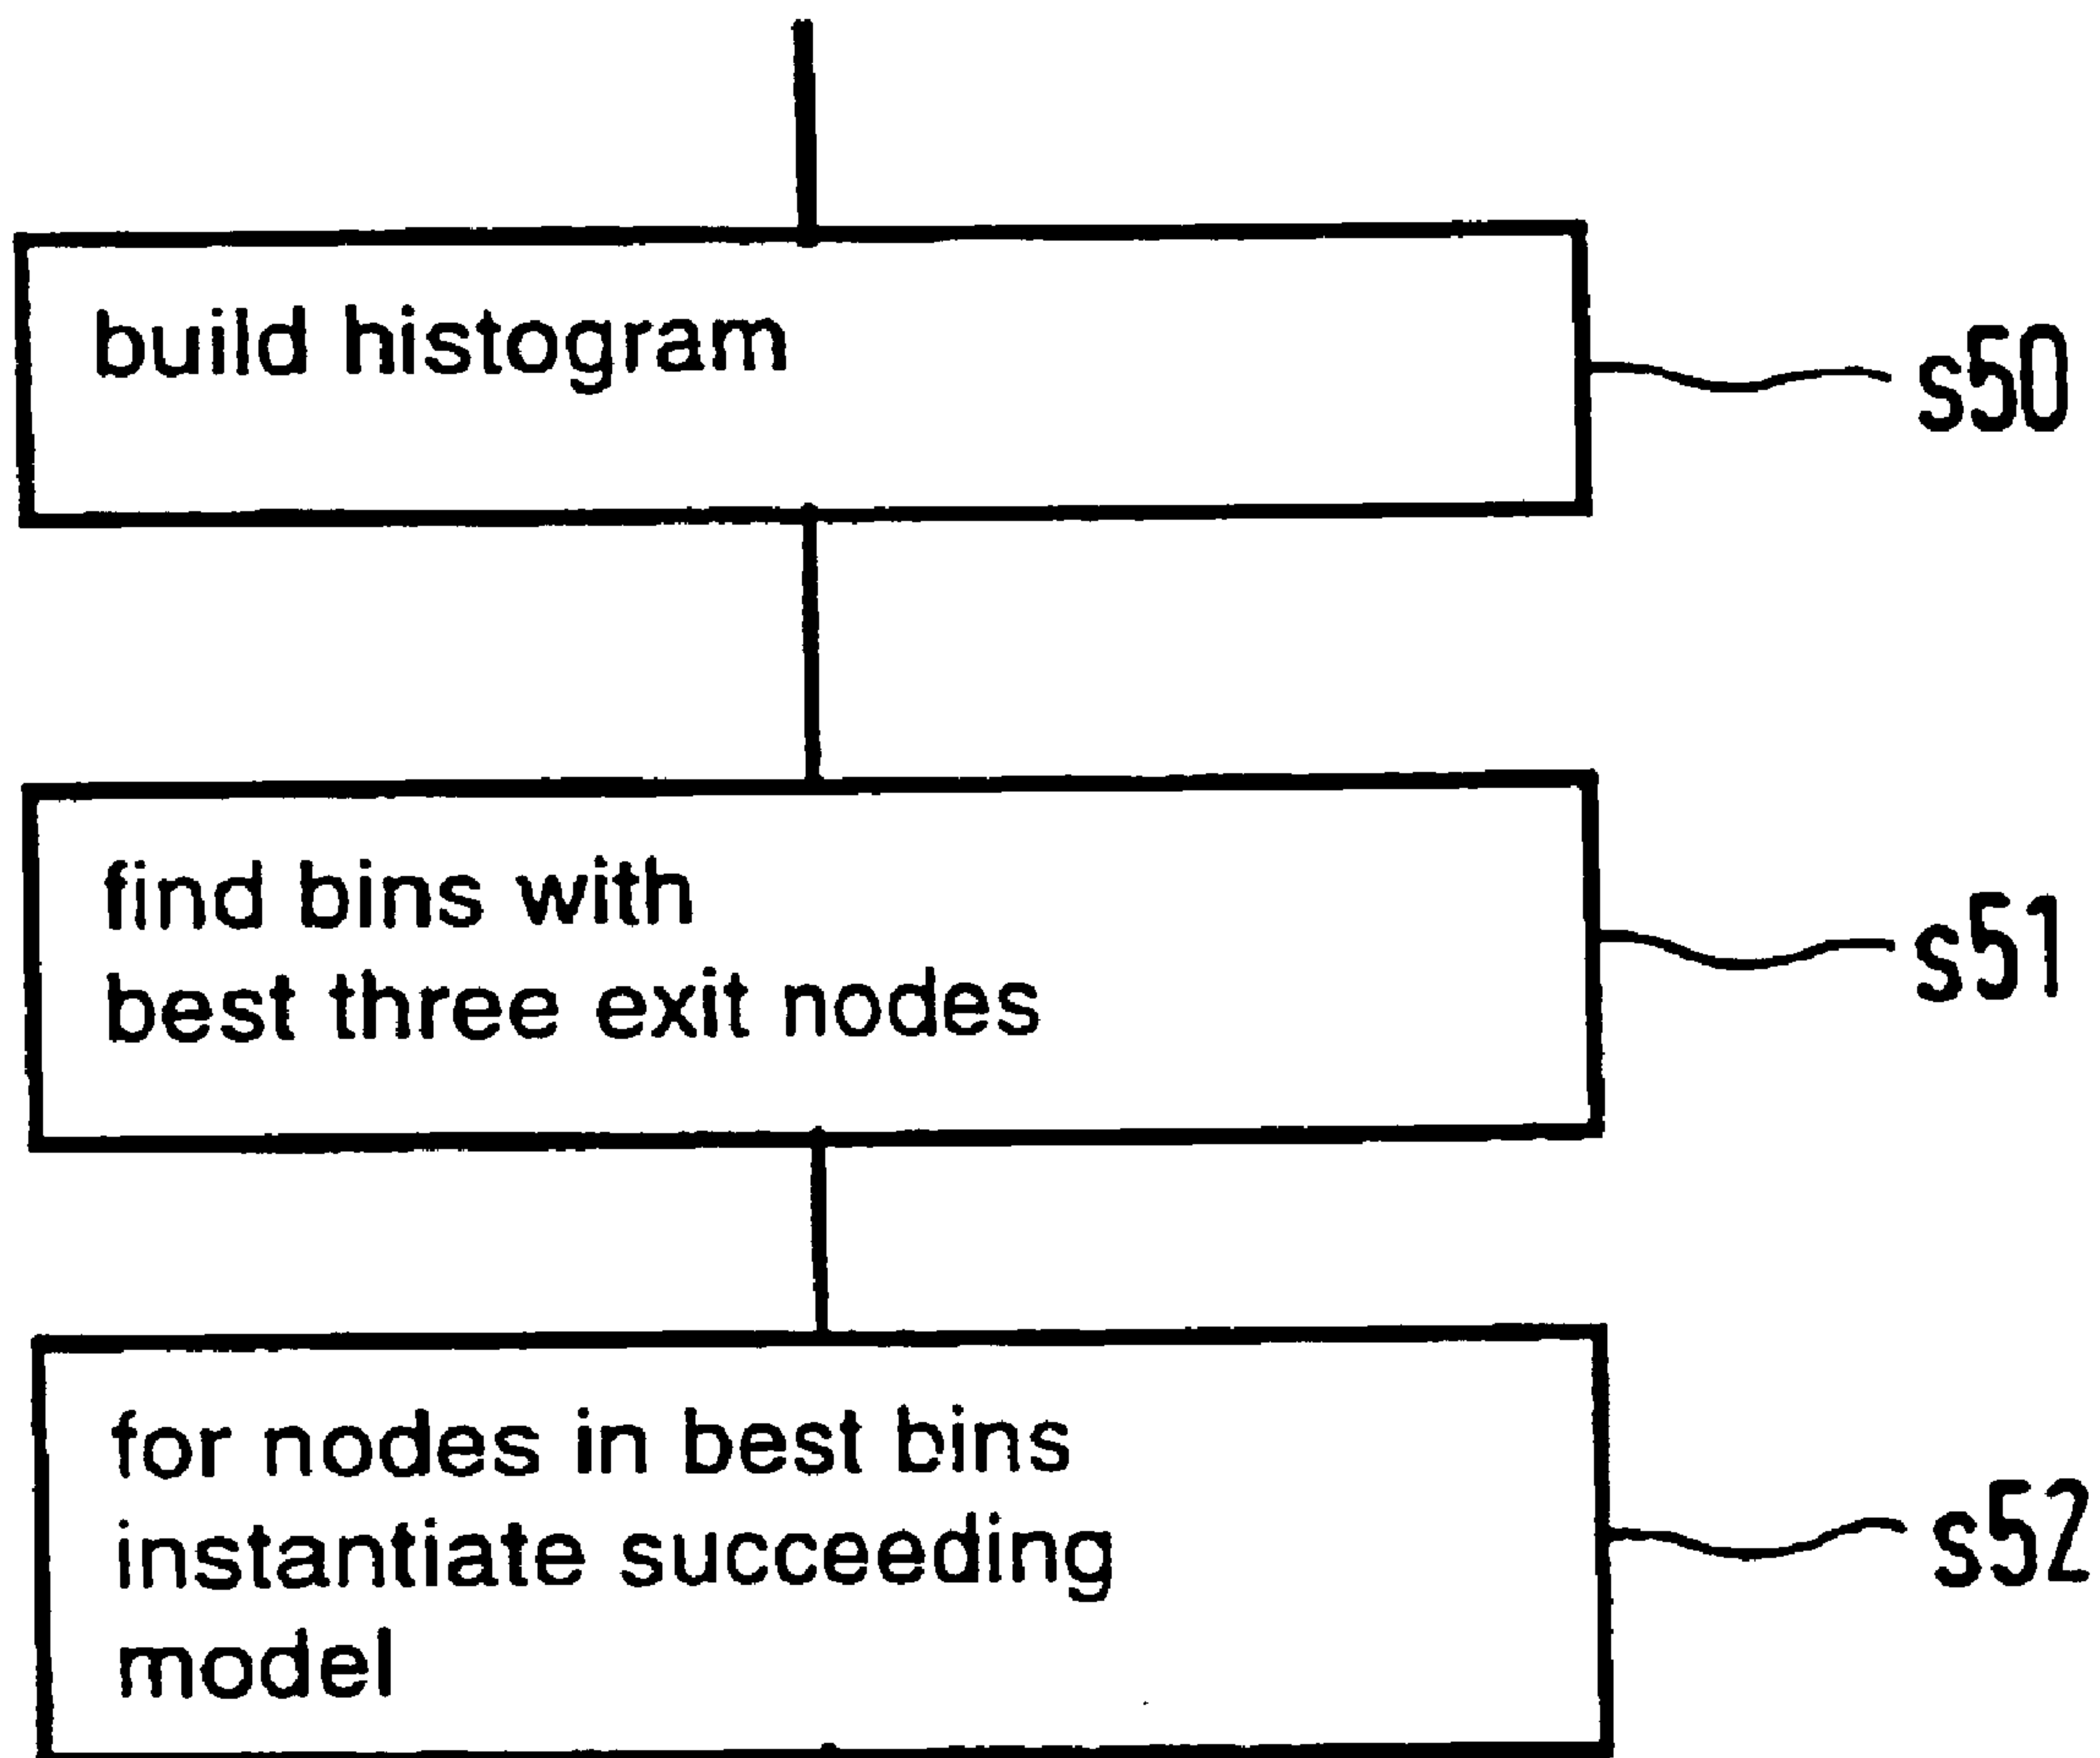 build histogram
s50
find bins with
best three exit nodes
s51
for nodes in best bins
instantiate succeeding
model
s52